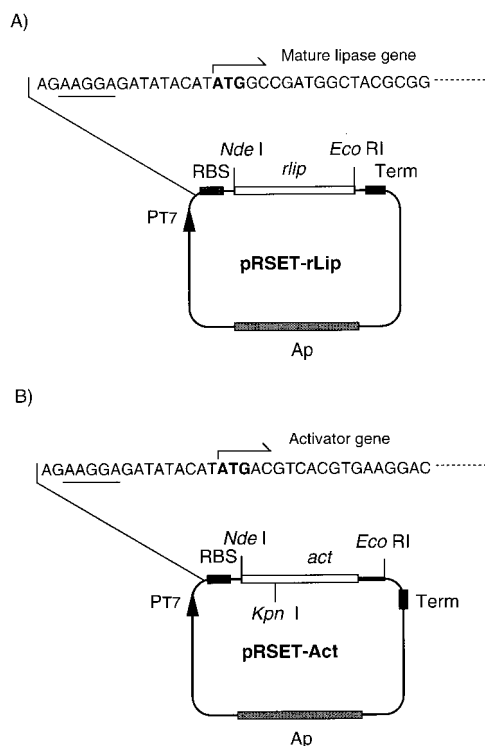 A)
Mature lipase gene
AGAAGGAGATATACATATGGCCGATGGCTACGCGG
Nde I
Eco RI
RBS
rlip
Term
PT7
pRSET-rLip
Ap
B)
Activator gene
AGAAGGAGATATACATATGACGTCACGTGAAGGAC
Nde I
Eco RI
RBS
act
PT7
Kpn I
Term
pRSET-Act
Ap